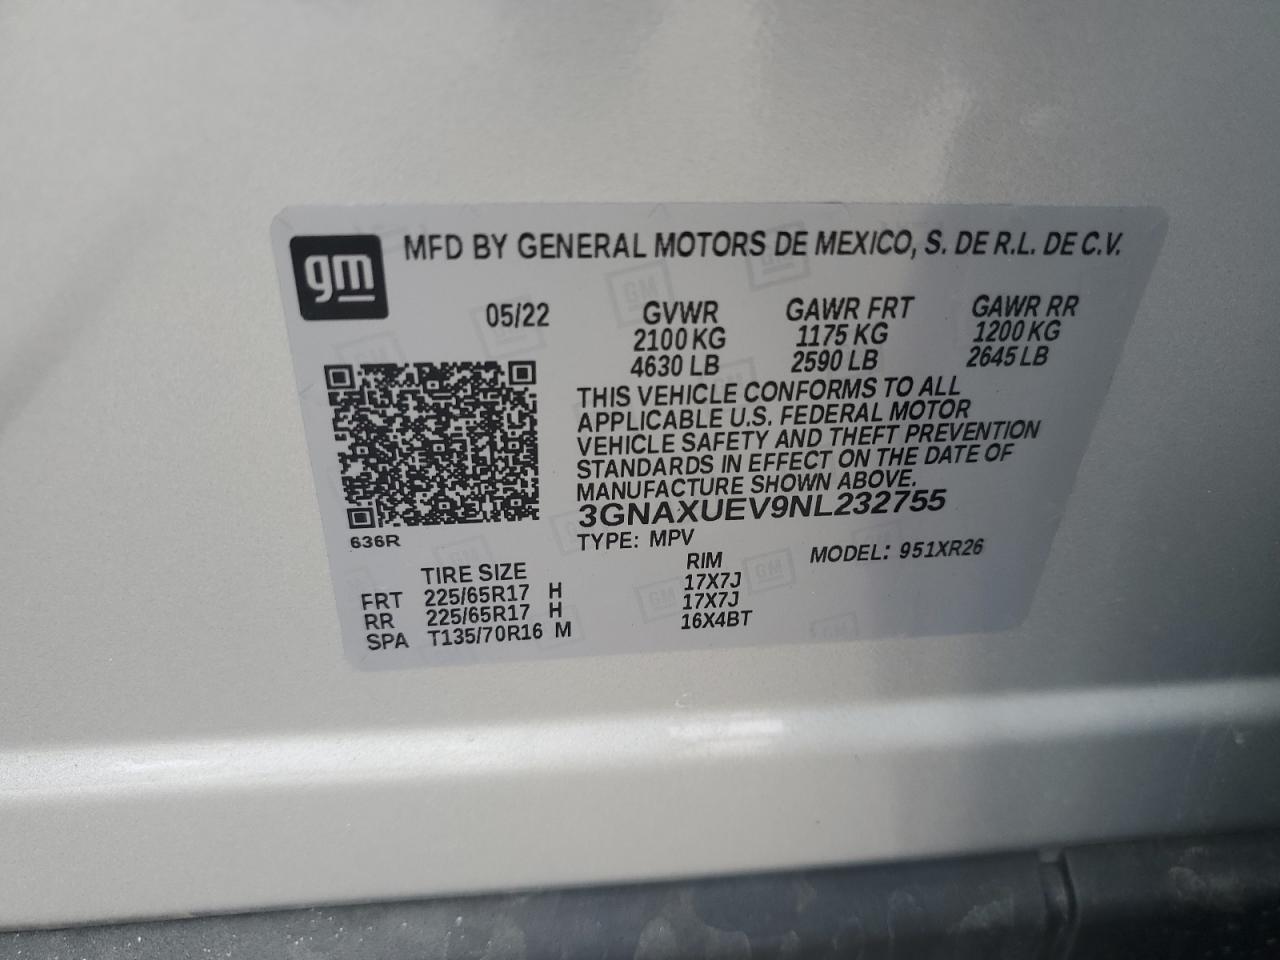 gm
MFD BY GENERAL MOTORS DE MEXICO, S. DE R.L. DE C.V.
05/22 GVWR GAWR FRT GAWR RR
2100 KG 1175 KG 1200 KG
4630 LB 2590 LB 2645 LB
THIS VEHICLE CONFORMS TO ALL
APPLICABLE U.S. FEDERAL MOTOR
VEHICLE SAFETY AND THEFT PREVENTION
STANDARDS IN EFFECT ON THE DATE OF
MANUFACTURE SHOWN ABOVE.
3GNAXUEV9NL232755
636R
TYPE: MPV MODEL: 951XR26
TIRE SIZE RIM
FRT 225/65R17 H 17X7J
RR 225/65R17 H 17X7J
SPA T135/70R16 M 16X4BT